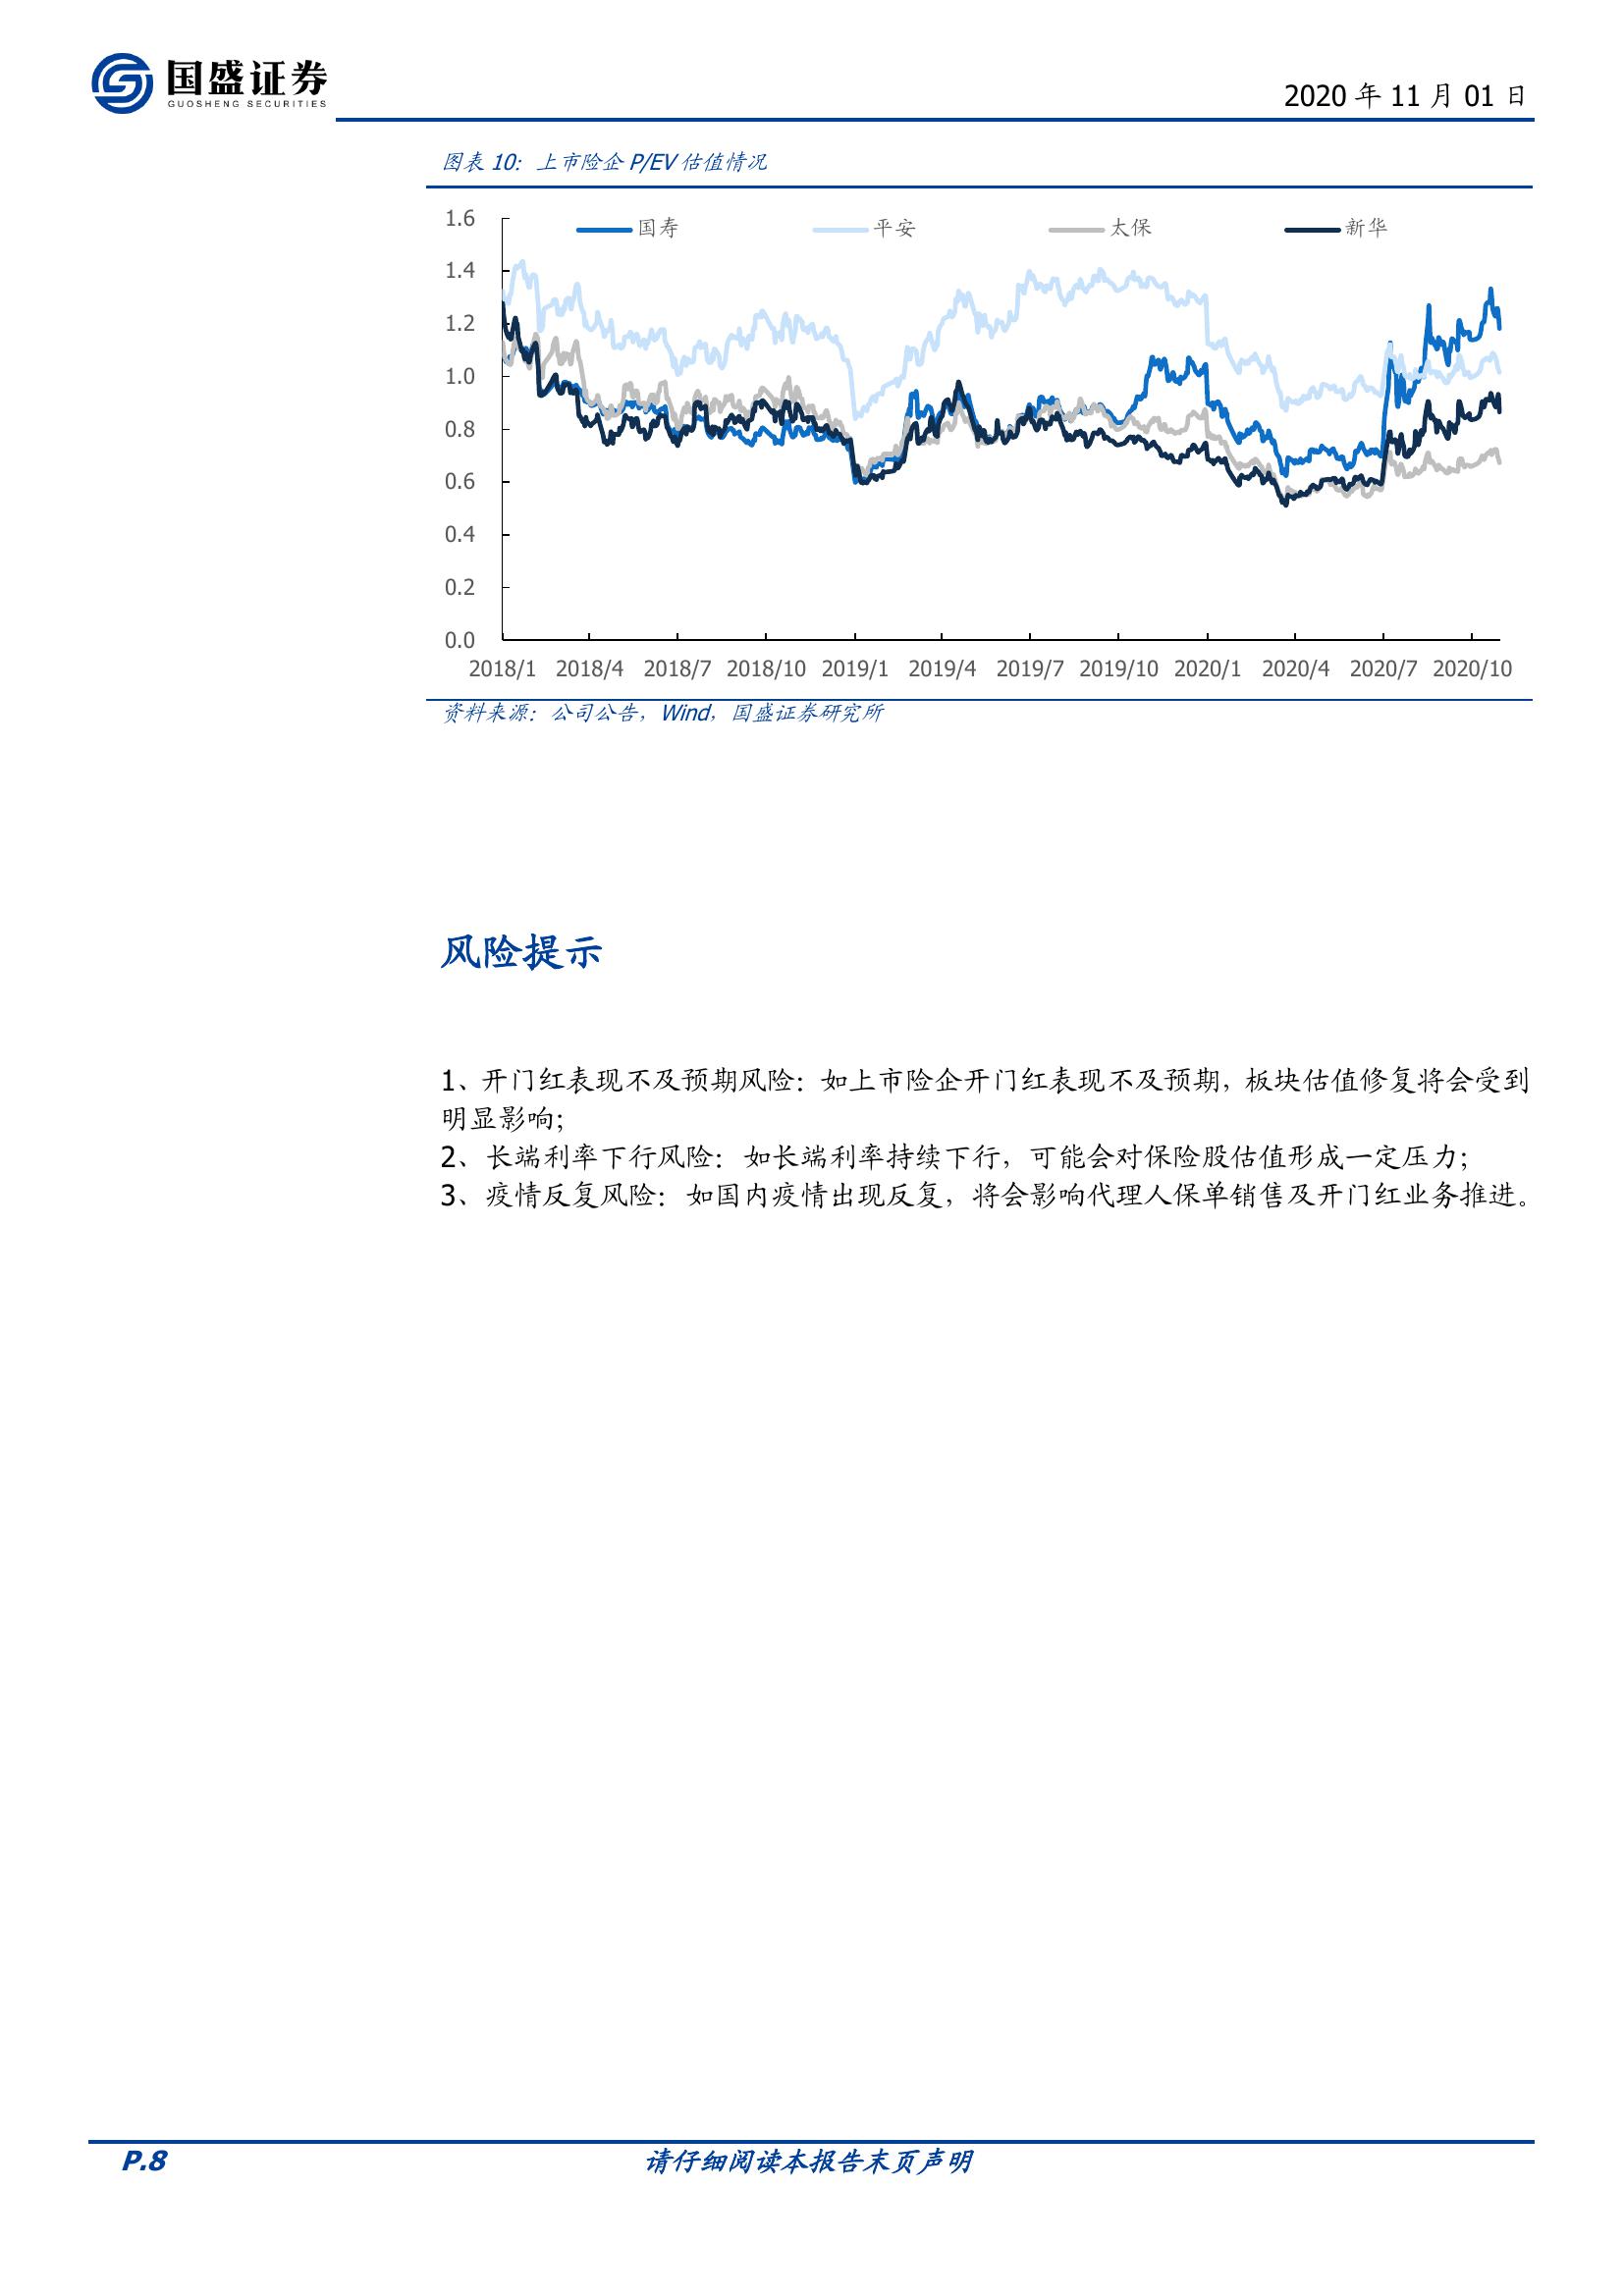 国盛证券
GUOSHENG SECURITIES
2020 年 11 月 01 日
图表 10：上市险企 P/EV 估值情况
国寿 平安 太保 新华
1.6
1.4
1.2
1.0
0.8
0.6
0.4
0.2
0.0
2018/1 2018/4 2018/7 2018/10 2019/1 2019/4 2019/7 2019/10 2020/1 2020/4 2020/7 2020/10
资料来源：公司公告，Wind，国盛证券研究所
风险提示
1、开门红表现不及预期风险：如上市险企开门红表现不及预期，板块估值修复将会受到
明显影响；
2、长端利率下行风险：如长端利率持续下行，可能会对保险股估值形成一定压力；
3、疫情反复风险：如国内疫情出现反复，将会影响代理人保单销售及开门红业务推进。
P.8
请仔细阅读本报告末页声明